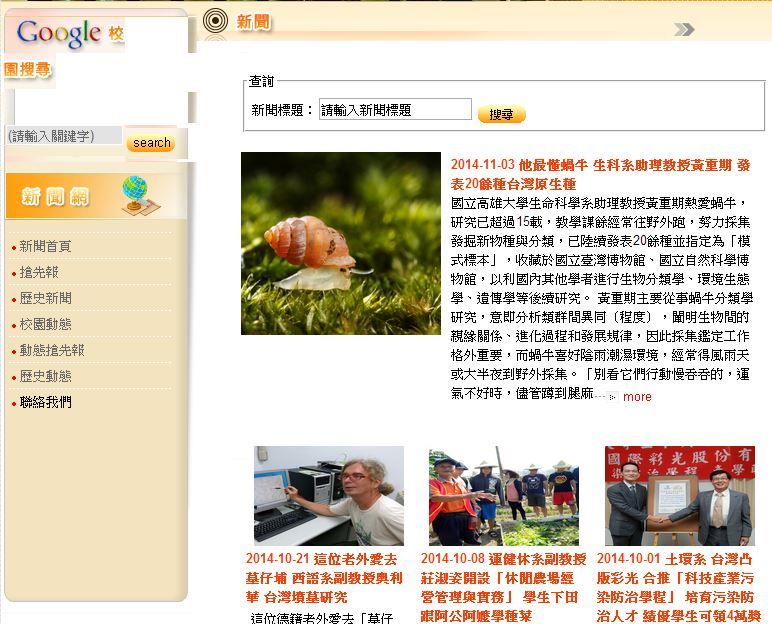 Google 校
園搜尋
(請輸入關鍵字)
search
新聞網
新聞首頁
搶先報
歷史新聞
校園動態
動態搶先報
歷史動態
聯絡我們
新聞
查詢
新聞標題：
請輸入新聞標題
搜尋
2014-11-03 他最懂蝸牛 生科系助理教授黃重期 發
表20餘種台灣原生種
國立高雄大學生命科學系助理教授黃重期熱愛蝸牛，
研究已超過15載，教學課餘經常往野外跑，努力採集
發掘新物種與分類，已陸續發表20餘種並指定為「模
式標本」，收藏於國立臺灣博物館、國立自然科學博
物館，以利國內其他學者進行生物分類學、環境生態
學、遺傳學等後續研究。 黃重期主要從事蝸牛分類學
研究，意即分析類群間異同（程度），闡明生物間的
親緣關係、進化過程和發展規律，因此採集鑑定工作
格外重要，而蝸牛喜好陰雨潮濕環境，經常得風雨天
或大半夜到野外採集。「別看它們行動慢吞吞的，運
氣不好時，儘管蹲到腿麻... more
2014-10-21 這位老外愛去
墓仔埔 西語系副教授奧利
華 台灣墳墓研究
這位德籍老外愛去「墓仔
2014-10-08 運健休系副教授
莊淑姿開設「休閒農場經
營管理與實務」 學生下田
跟阿公阿嬤學種菜
國際彩光股份有
2014-10-01 土環系 台灣凸
版彩光 合推「科技產業污
染防治學程」 培育污染防
治人才 績優學生可領4萬獎